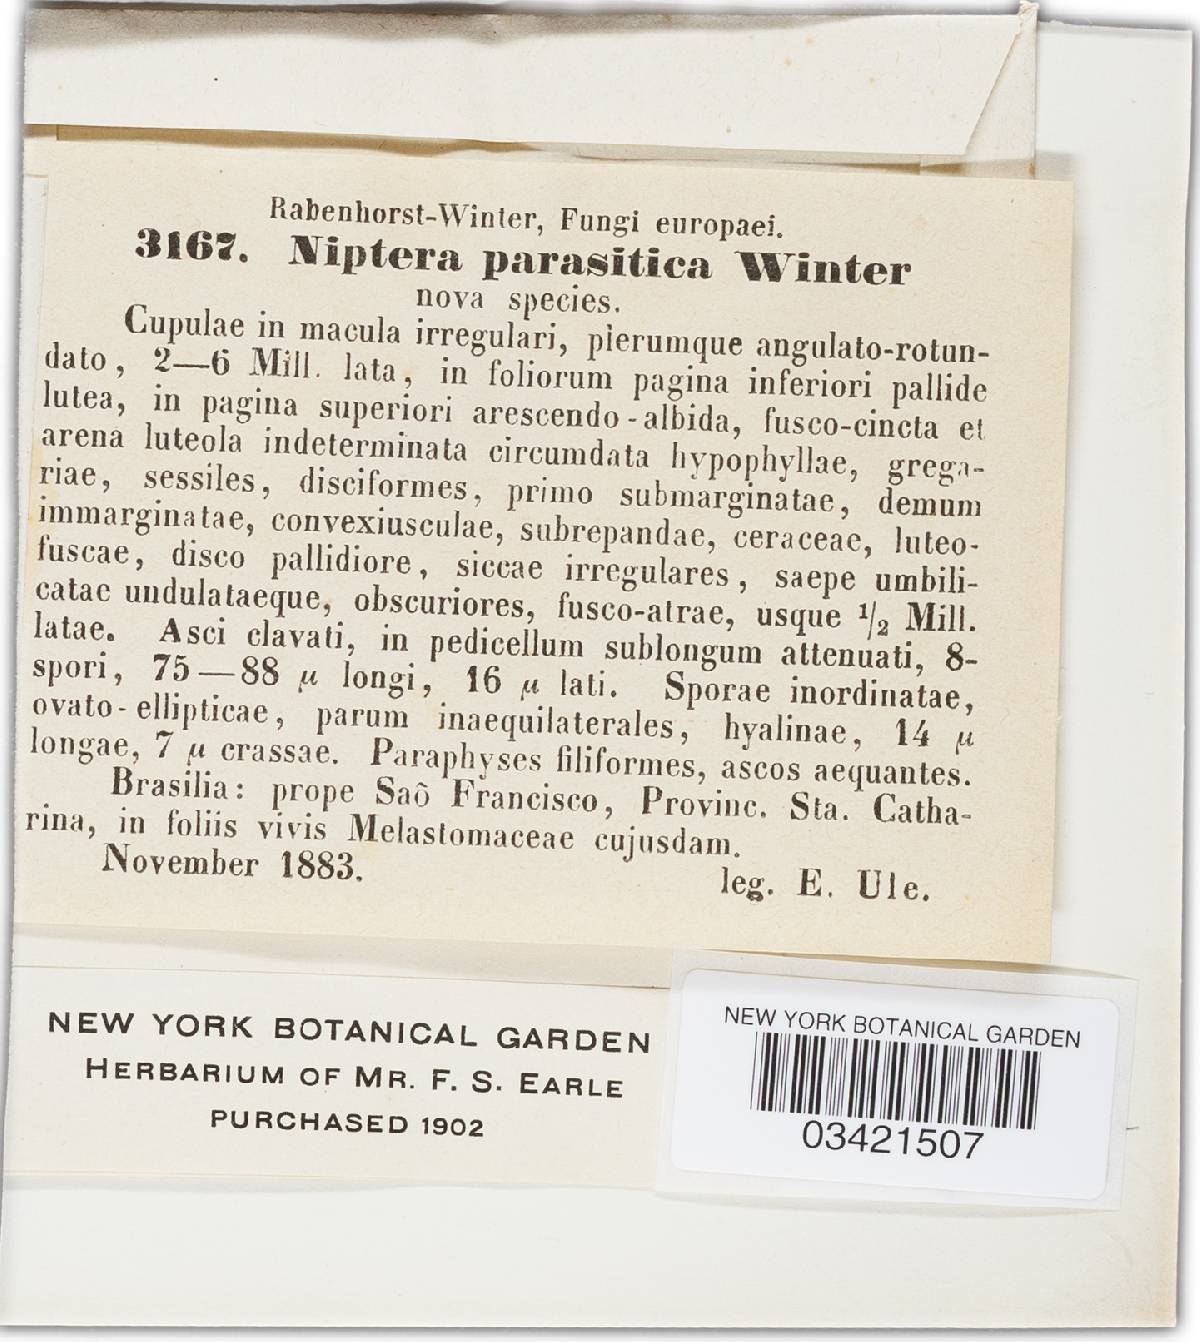 Rabenhorst-Winter, Fungi europaei.
3167. Niptera parasitica Winter
nova species.
Cupulae in macula irregulari, plerumque angulato-rotun-
dato, 2—6 Mill. lata, in foliorum pagina inferiori pallide
lutea, in pagina superiori arescendo-albida, fusco-cincta et
arena luteola indeterminata circumdata hypophyllae, grega-
riae, sessiles, disciformes, primo submarginatae, demum
immarginatae, convexiusculae, subrepandae, ceraceae, luteo-
fuscae, disco pallidiore, siccae irregulares, saepe umbili-
catae undulataeque, obscuriores, fusco-atrae, usque 1/2 Mill.
latae. Asci clavati, in pedicellum sublongum attenuati, 8-
spori, 75—88 μ longi, 16 μ lati. Sporae inordinatae,
ovato-ellipticae, parum inaequilaterales, hyalinae, 14 μ
longae, 7 μ crassae. Paraphyses filiformes, ascos aequantes.
Brasilia: prope Saõ Francisco, Provinc. Sta. Catha-
rina, in foliis vivis Melastomaceae cujusdam.
November 1883. leg. E. Ule.
NEW YORK BOTANICAL GARDEN
HERBARIUM OF MR. F. S. EARLE
PURCHASED 1902
NEW YORK BOTANICAL GARDEN
03421507